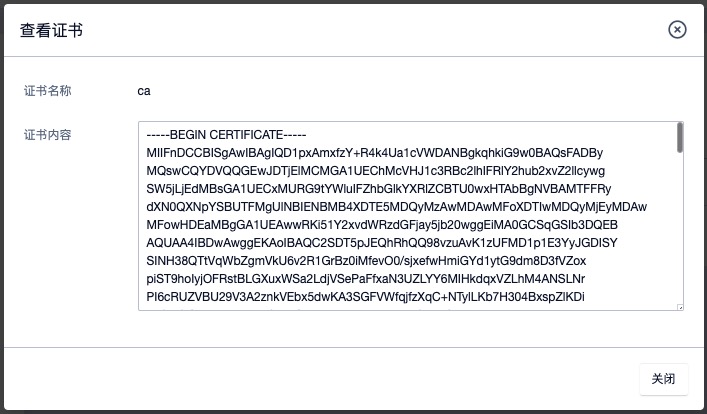 查看证书
证书名称
ca
证书内容
-----BEGIN CERTIFICATE-----
MIIFnDCCBISgAwIBAgIQD1pxAmxfzY+R4k4Ua1cVWDANBgkqhkiG9w0BAQsFADBy
MQswCQYDVQQGEwJDTjElMCMGA1UEChMcVHJ1c3RBc2lhIFRlY2hub2xvZ2llcywg
SW5jLjEdMBsGA1UECxMURG9tYWluIFZhbGlkYXRlZCBTU0wxHTAbBgNVBAMTFFRy
dXN0QXNpYSBUTFMgUlNBIENBMB4XDTE5MDQyMzAwMDAwMFoXDTIwMDQyMjEyMDAw
MFowHDEaMBgGA1UEAwwRKi51Y2xvdWRzdGFjay5jb20wggEiMA0GCSqGSIb3DQEB
AQUAA4IBDwAwggEKAoIBAQC2SDT5pJEQhRhQQ98vzuAvK1zUFMD1p1E3YyJGDISY
SINH38QTtVqWbZgmVkU6v2R1GrBz0iMfevO0/sjxefwHmiGYd1ytG9dm8D3fVZox
piST9hoIyjOFRstBLGXuxWSa2LdjVSePaFfxaN3UZLYY6MIHkdqxVZLhM4ANSLNr
PI6cRUZVBU29V3A2znkVEbx5dwKA3SGFVWfqjfzXqC+NTylLKb7H304BxspZlKDi
关闭